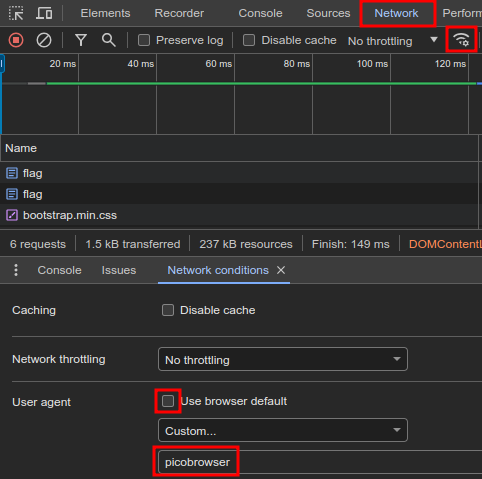 Elements Recorder Console Sources Network Perform
Preserve log Disable cache No throttling
20 ms 40 ms 60 ms 80 ms 100 ms 120 ms
Name
flag
flag
bootstrap.min.css
6 requests 1.5 kB transferred 237 kB resources Finish: 149 ms DOMContentL
Console Issues Network conditions
Caching Disable cache
Network throttling No throttling
User agent Use browser default
Custom...
picobrowser